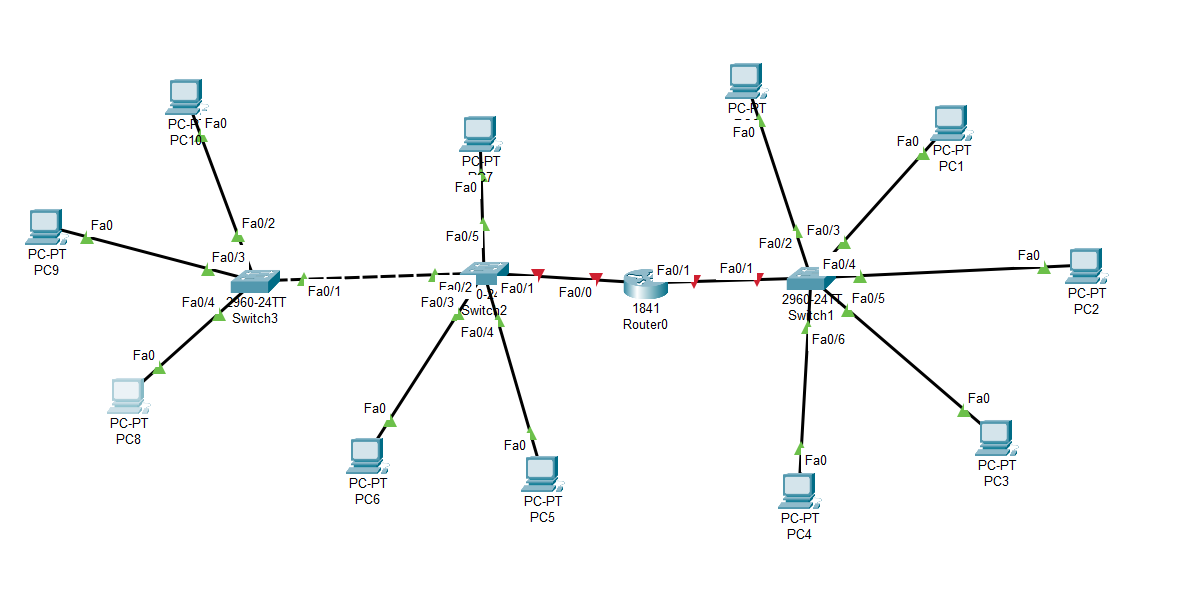 PC-PT
Fa0
PC10
PC-PT
Fa0
PC-PT
Fa0
PC-PT
PC1
Fa0
Fa0
PC-PT
PC9
Fa0/2
Fa0/3
Fa0/4
Fa0/1
2960-24TT
Switch3
Fa0
PC-PT
PC8
Fa0/5
Fa0/2
Fa0/1
Fa0/3
Switch2
Fa0/4
Fa0/0
Fa0/1
1841
Router0
Fa0/1
Fa0/2
Fa0/3
Fa0/4
2960-24TT
Switch1
Fa0/5
Fa0/6
Fa0
PC-PT
PC2
Fa0
PC-PT
PC6
Fa0
PC-PT
PC5
Fa0
PC-PT
PC4
Fa0
PC-PT
PC3